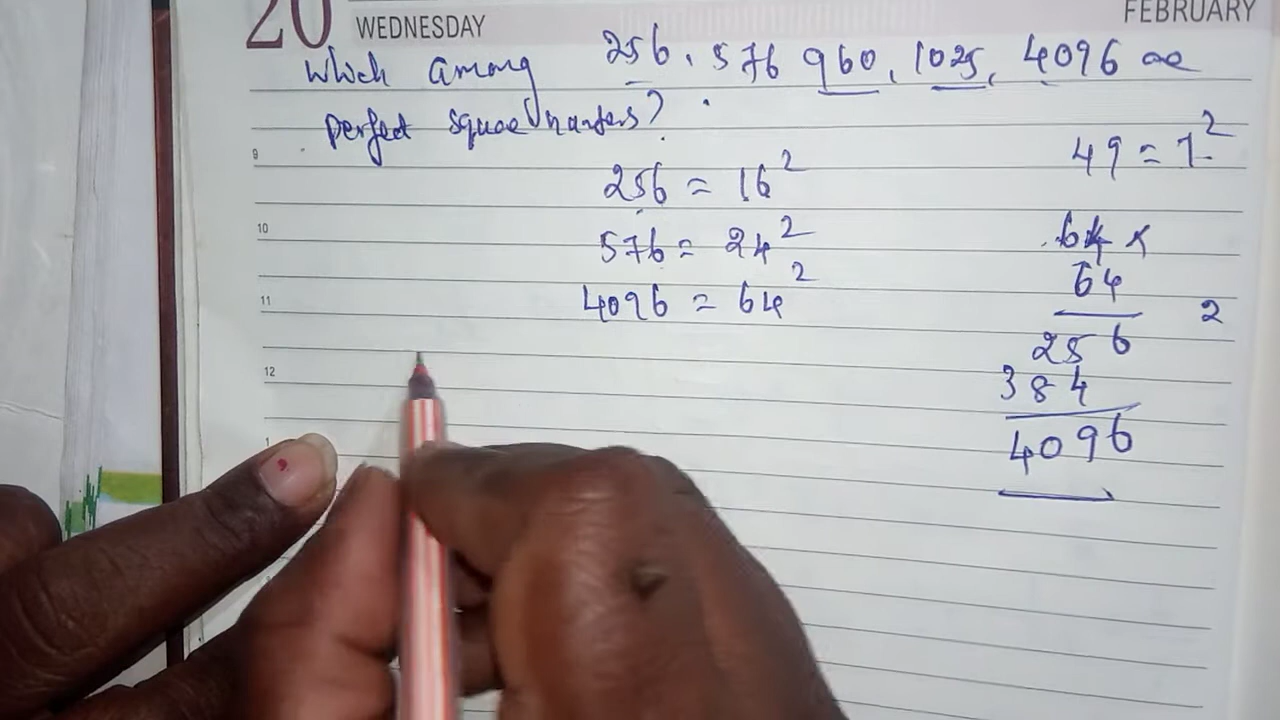 20 WEDNESDAY FEBRUARY
Which among 256, 576 960, 1025, 4096 are
perfect square numbers?
9
49 = 7²
256 = 16²
10
576 = 24²
64 ×
64
11
4096 = 64²
2
256
12
384
4096
1